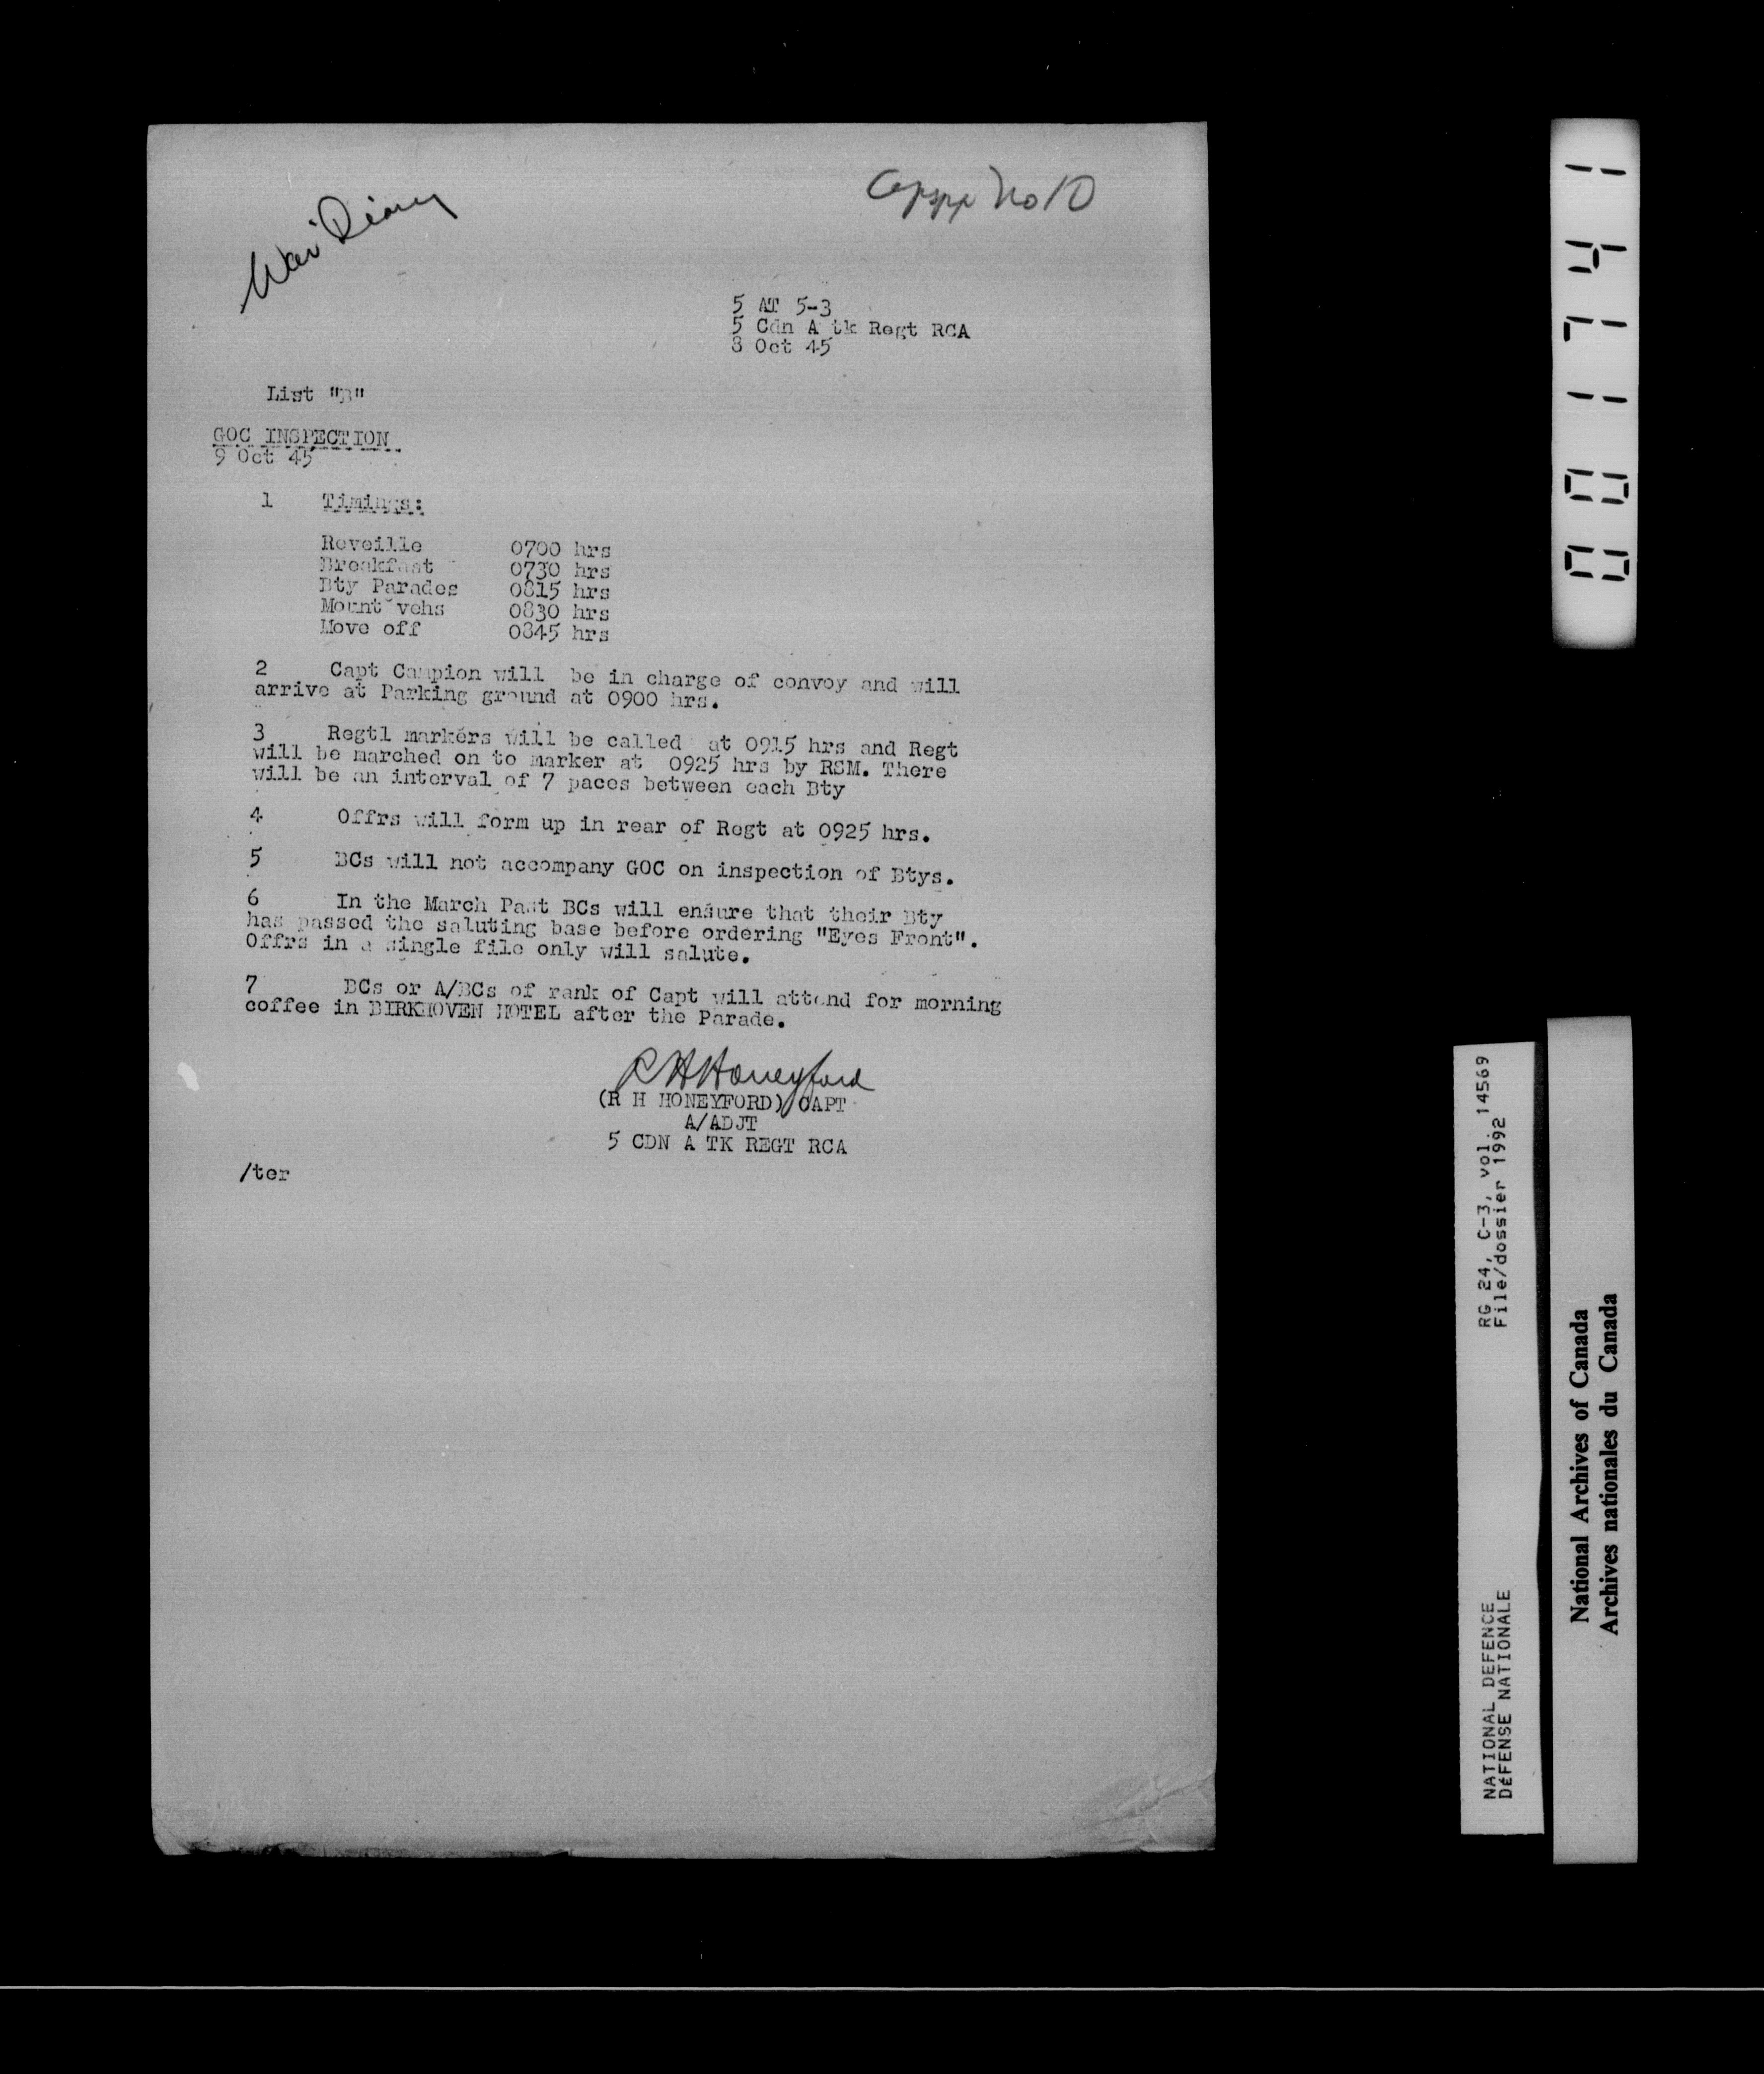 War Diary
Appx No 10
5 AT 5-3
5 Cdn A tk Regt RCA
8 Oct 45
List "B"
GOC INSPECTION
9 Oct 45
1 Timings:
Reveille 0700 hrs
Breakfast 0730 hrs
Bty Parades 0815 hrs
Mount vehs 0830 hrs
Move off 0845 hrs
2 Capt Campion will be in charge of convoy and will
arrive at Parking ground at 0900 hrs.
3 Regtl markers will be called at 0915 hrs and Regt
will be marched on to marker at 0925 hrs by RSM. There
will be an interval of 7 paces between each Bty
4 Offrs will form up in rear of Regt at 0925 hrs.
5 BCs will not accompany GOC on inspection of Btys.
6 In the March Past BCs will ensure that their Bty
has passed the saluting base before ordering "Eyes Front".
Offrs in a single file only will salute.
7 BCs or A/BCs of rank of Capt will attend for morning
coffee in BIRKHOVEN HOTEL after the Parade.
R H Honeyford
(R H HONEYFORD) CAPT
A/ADJT
5 CDN A TK REGT RCA
/ter
001741
RG 24, C-3, vol. 14569
File/dossier 1992
NATIONAL DEFENCE
DÉFENSE NATIONALE
National Archives of Canada
Archives nationales du Canada